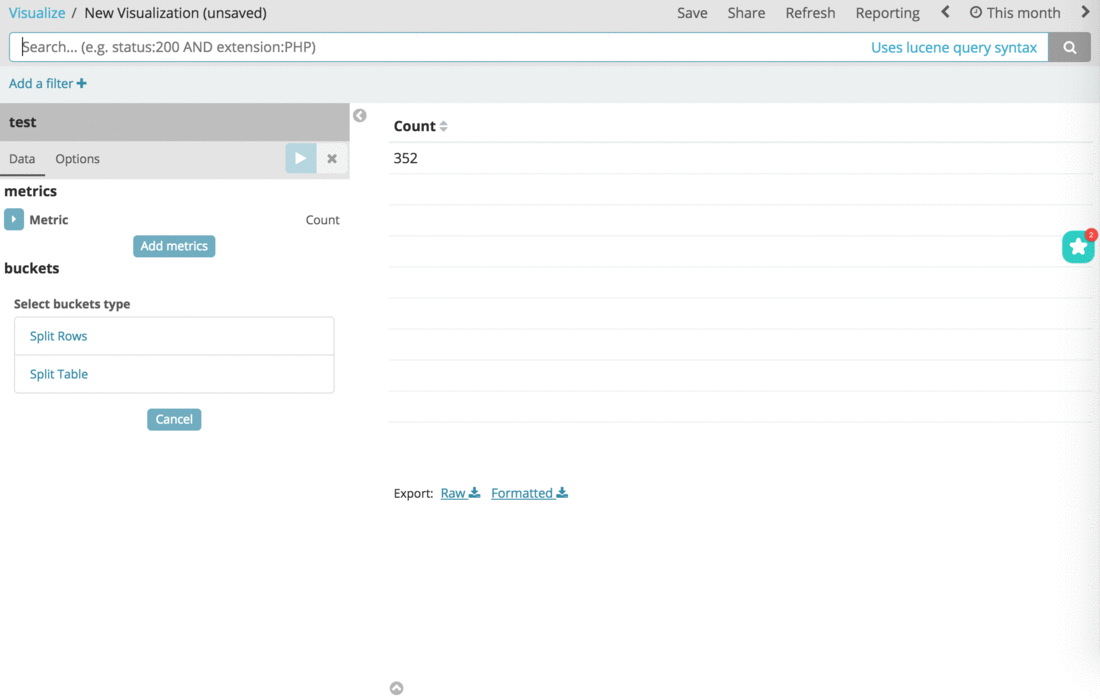 Visualize / New Visualization (unsaved) Save Share Refresh Reporting This month
Search... (e.g. status:200 AND extension:PHP) Uses lucene query syntax
Add a filter +
test
Data Options
metrics
Metric Count
Add metrics
buckets
Select buckets type
Split Rows
Split Table
Cancel
Count
352
2
Export: Raw Formatted